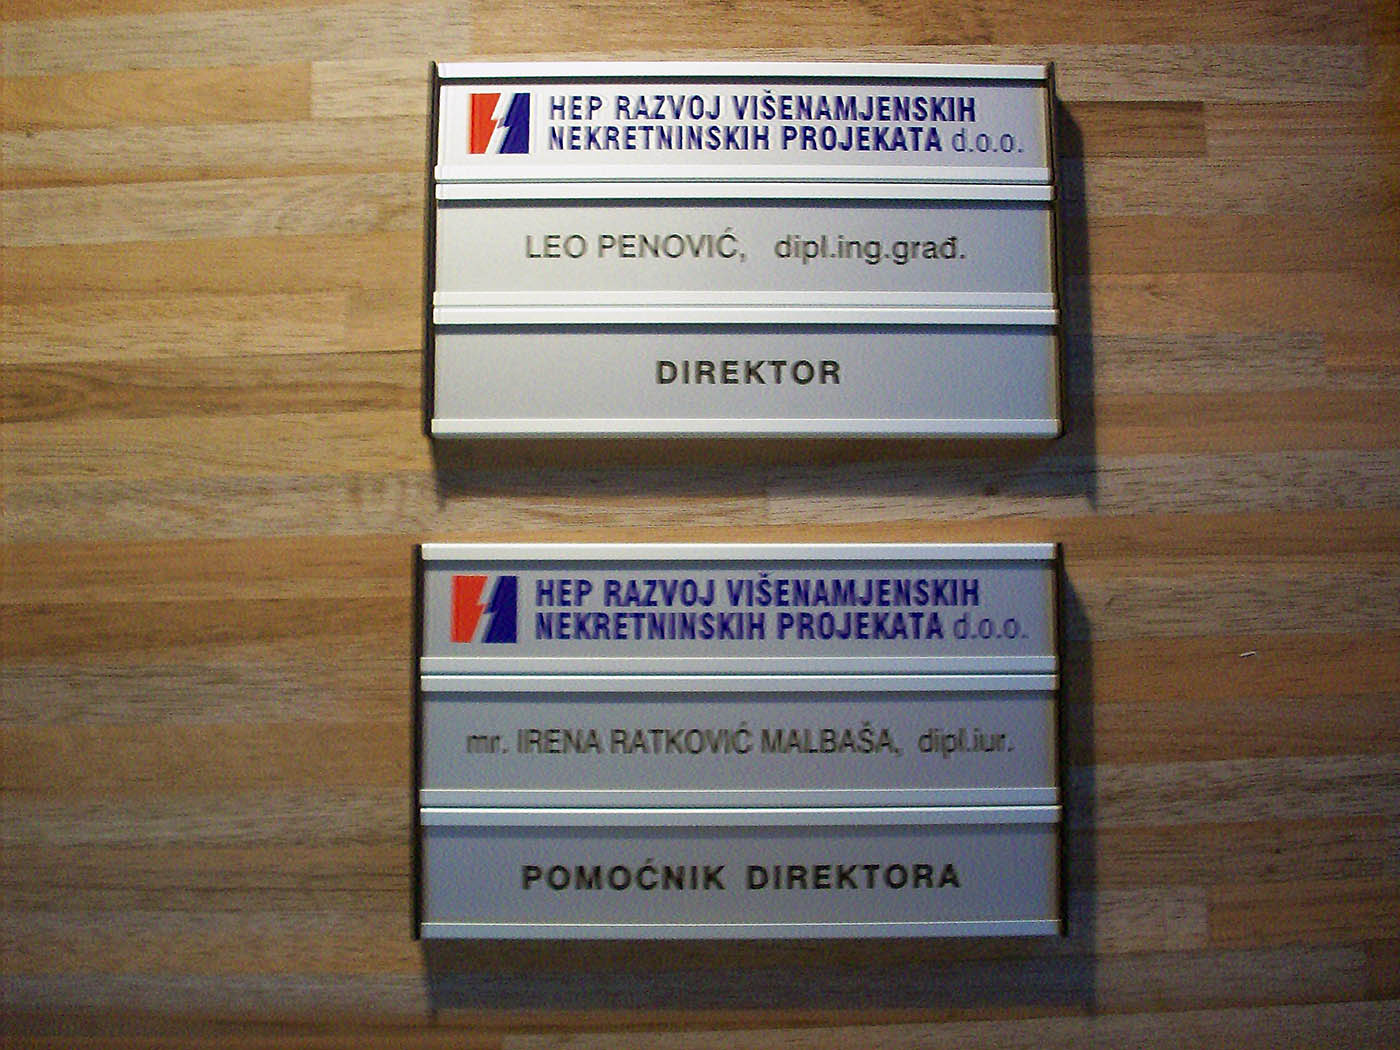 HEP RAZVOJ VIŠENAMJENSKIH
NEKRETNINSKIH PROJEKATA d.o.o.
LEO PENOVIĆ, dipl.ing.građ.
DIREKTOR
HEP RAZVOJ VIŠENAMJENSKIH
NEKRETNINSKIH PROJEKATA d.o.o.
mr. IRENA RATKOVIĆ MALBAŠA, dipl.iur.
POMOĆNIK DIREKTORA